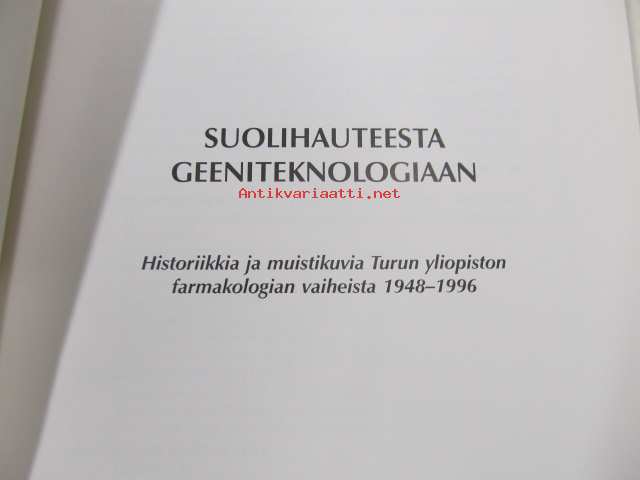 SUOLIHAUTEESTA
GEENITEKNOLOGIAAN
Antikvariaatti.net
Historiikkia ja muistikuvia Turun yliopiston
farmakologian vaiheista 1948–1996